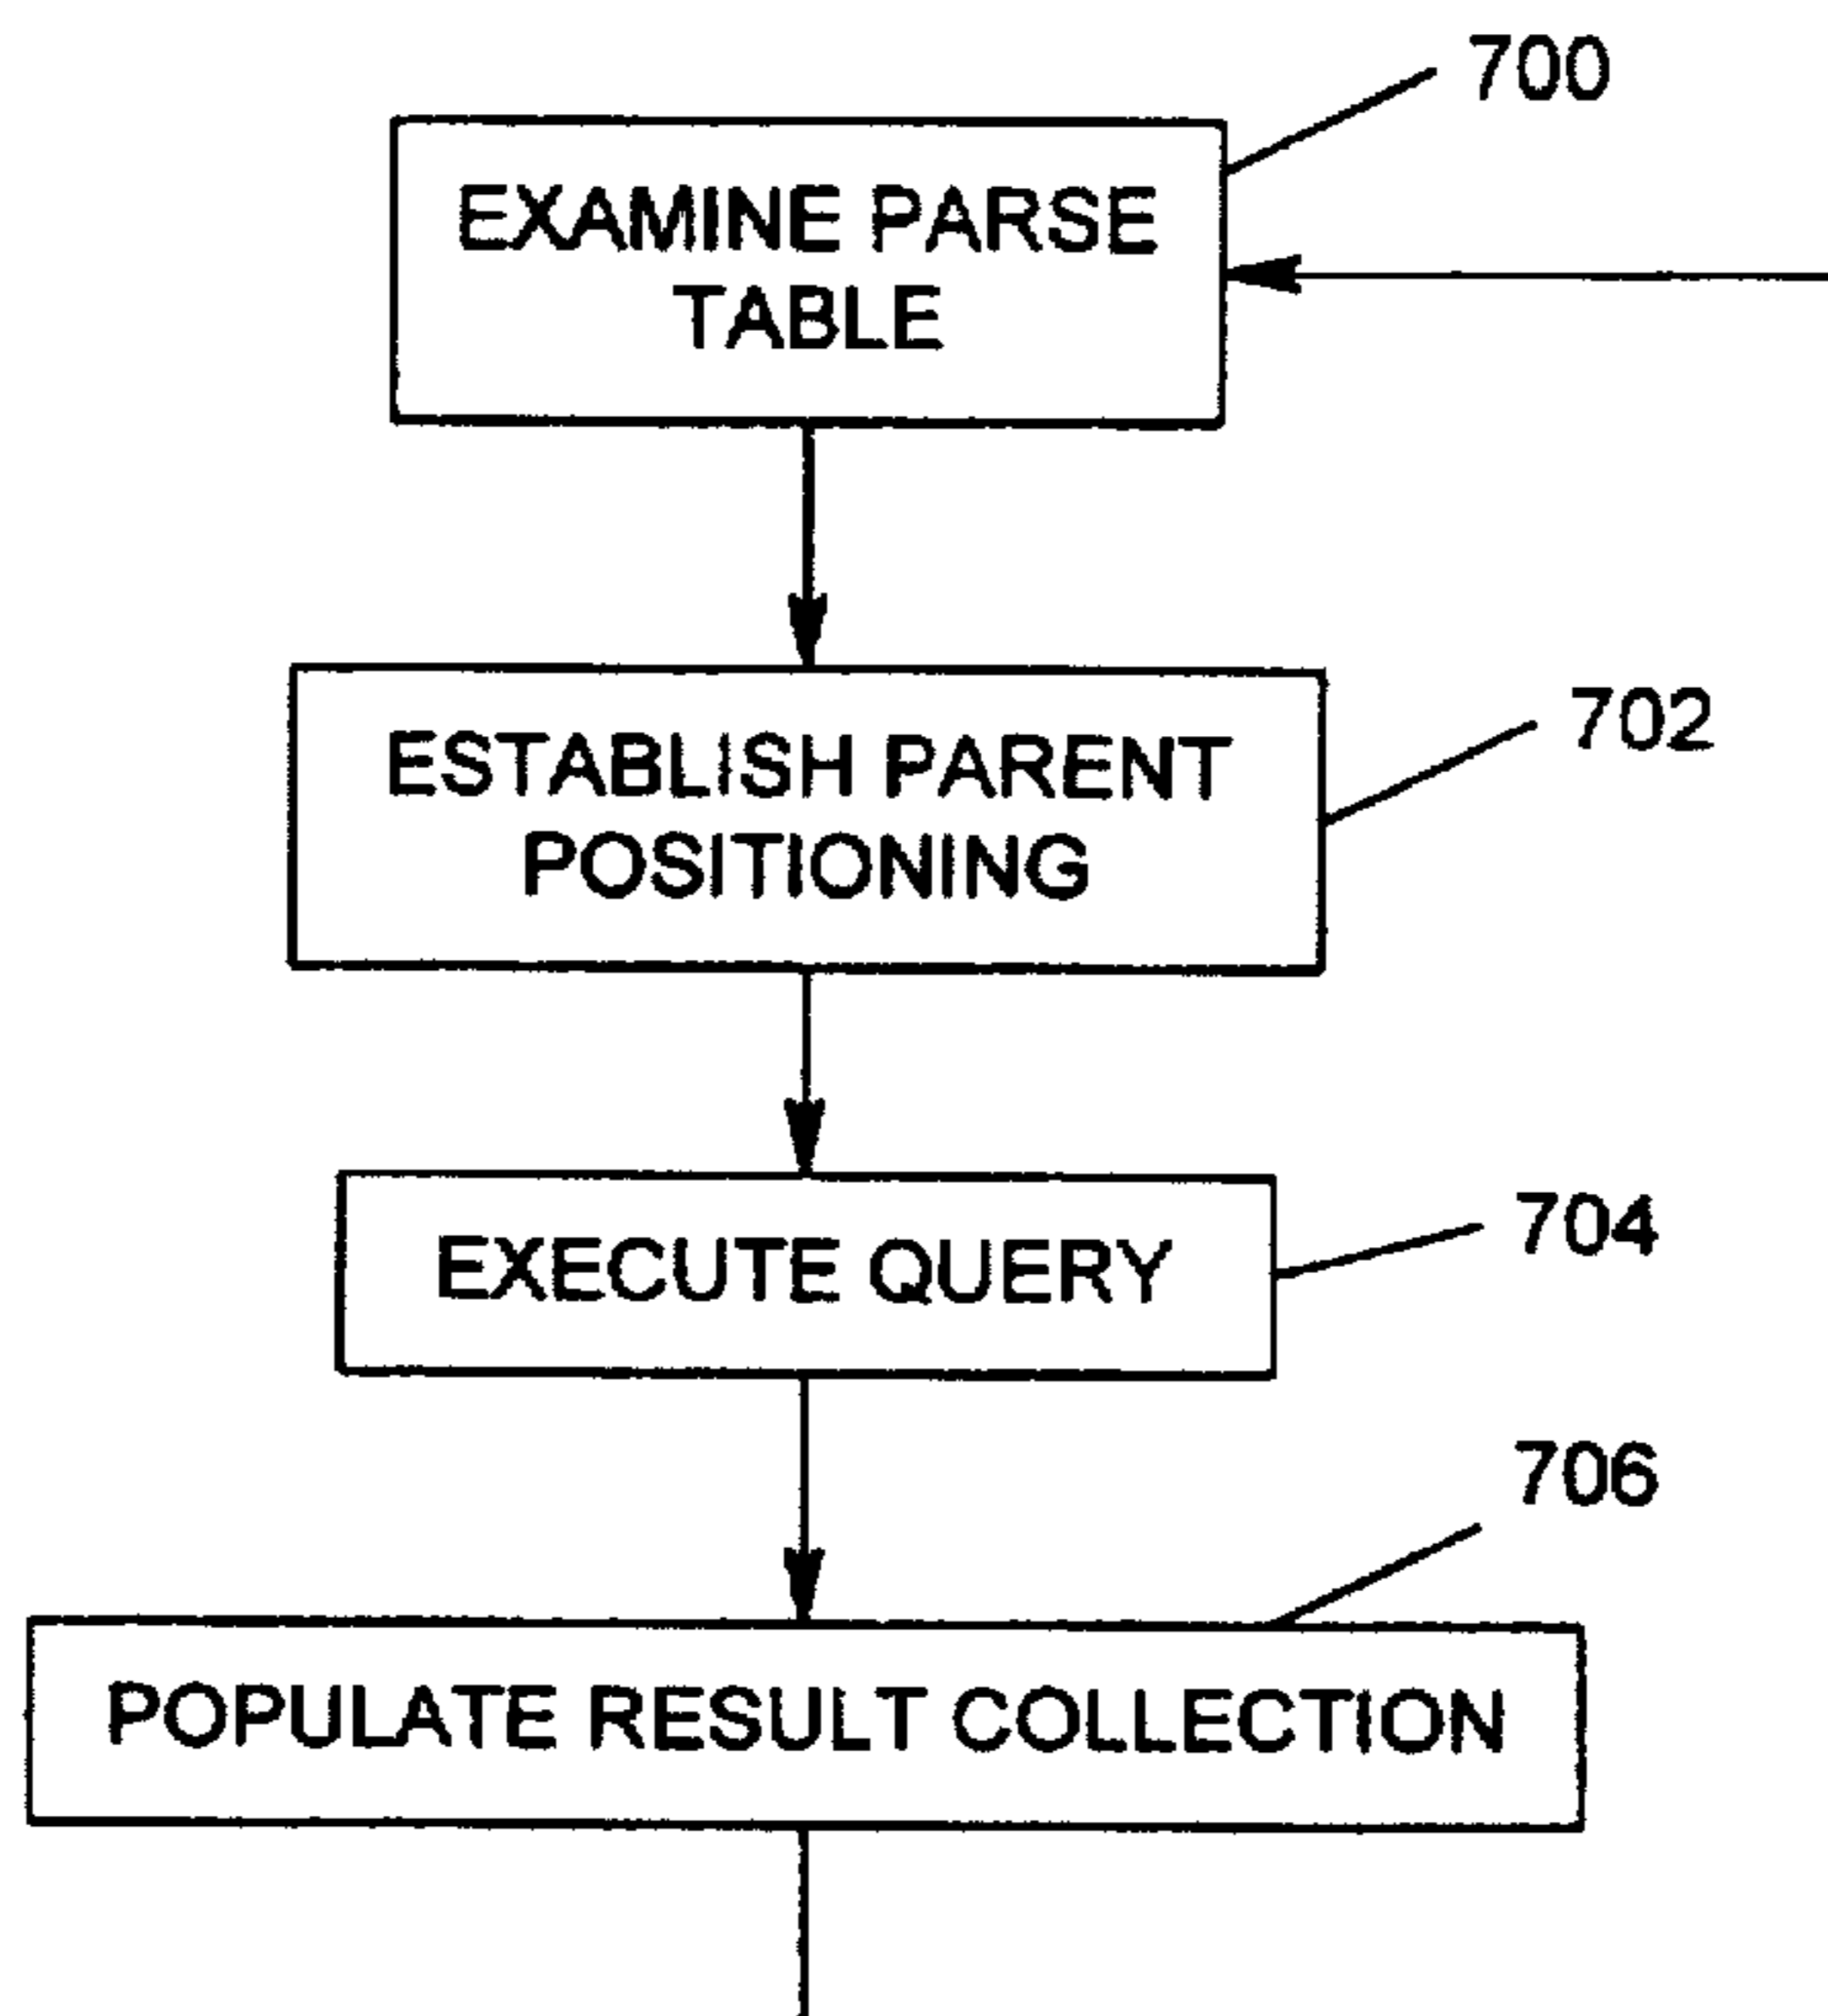 700
EXAMINE PARSE
TABLE
702
ESTABLISH PARENT
POSITIONING
704
EXECUTE QUERY
706
POPULATE RESULT COLLECTION